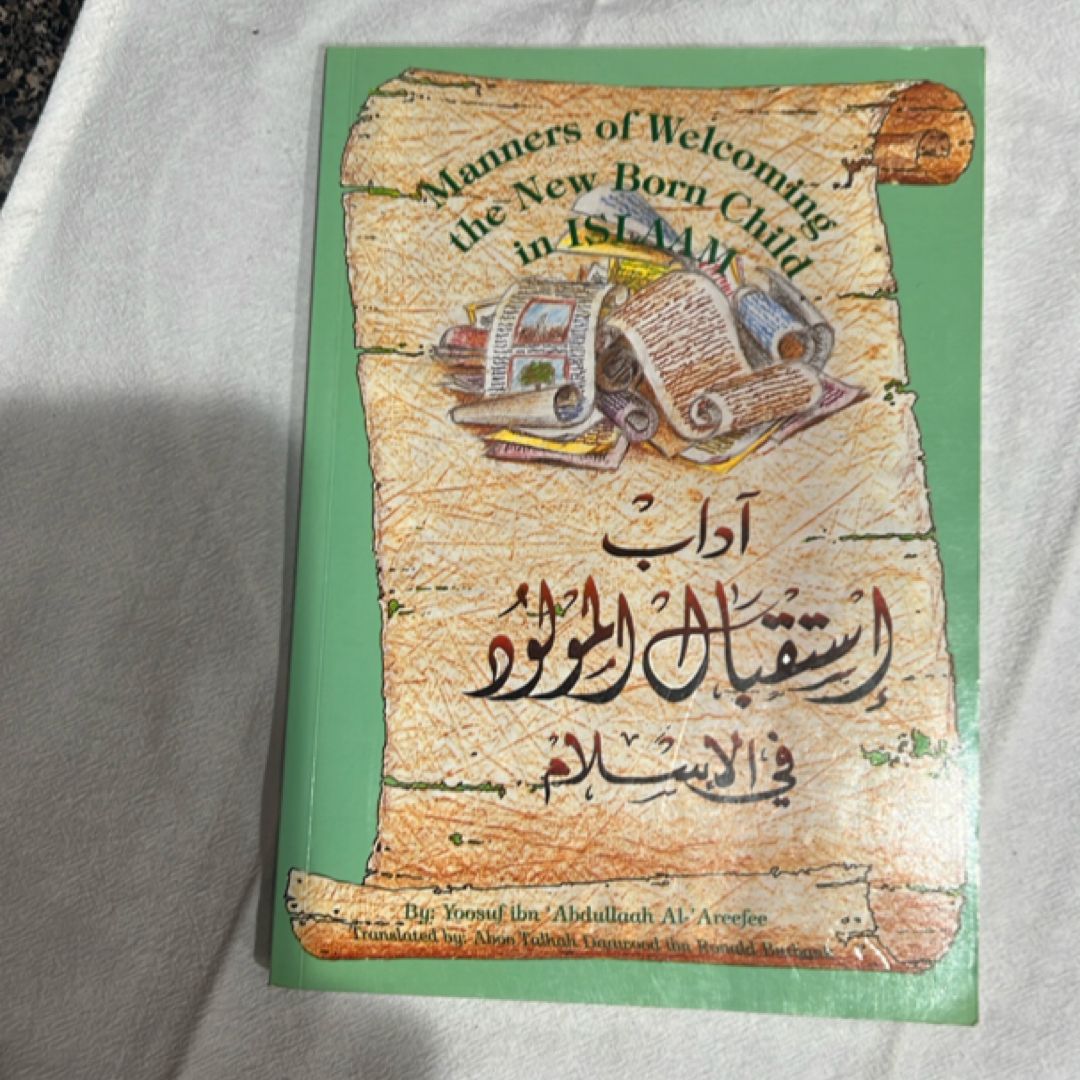 Manners of Welcoming
the New Born Child
in ISLAAM
آداب
إستقبال المولود
في الإسلام
By: Yoosuf ibn 'Abdullaah Al-'Areefee
Translated by: Aboo Talhah Daawood ibn Ronald Burbank